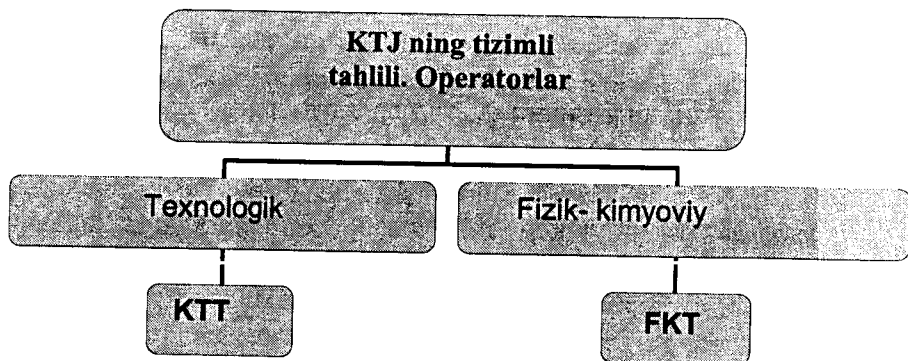 KTJ ning tizimli
tahlili. Operatorlar
Texnologik
Fizik- kimyoviy
KTT
FKT